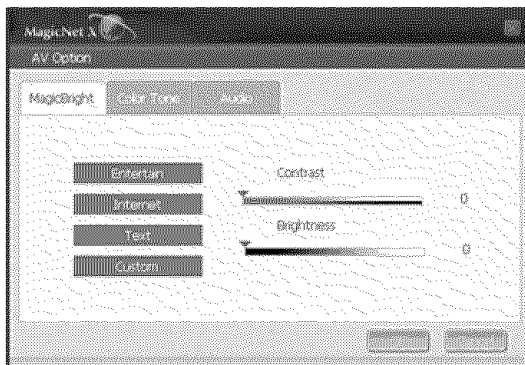 MagicNet X
AV Option
MagicBright Color Tone Audio
Entertain
Internet
Text
Custom
Contrast
0
Brightness
0